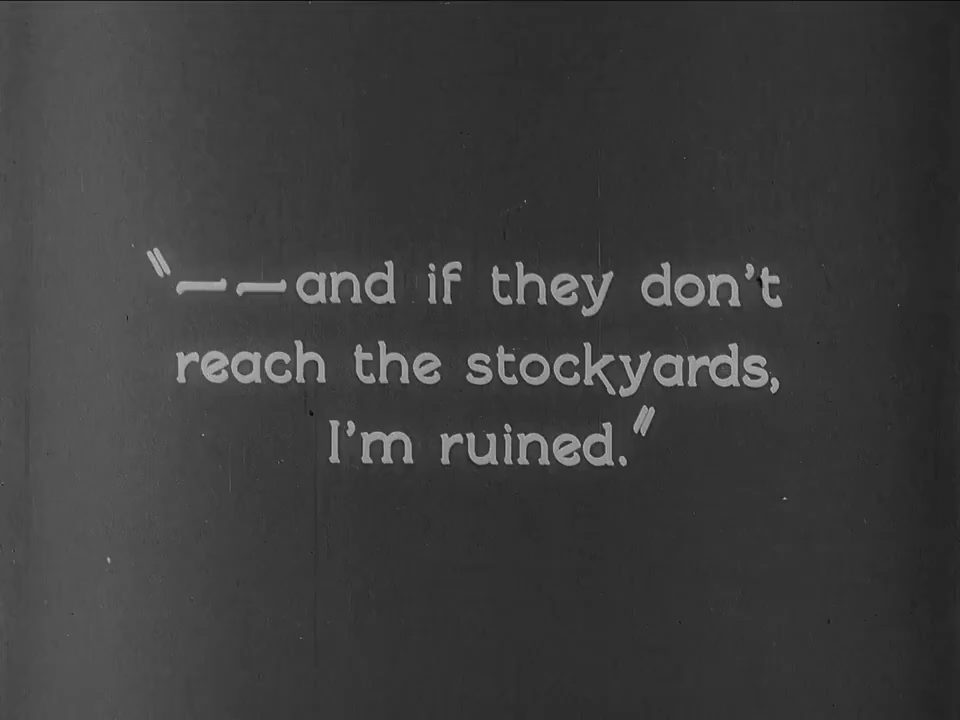 "——and if they don't
reach the stockyards,
I'm ruined."